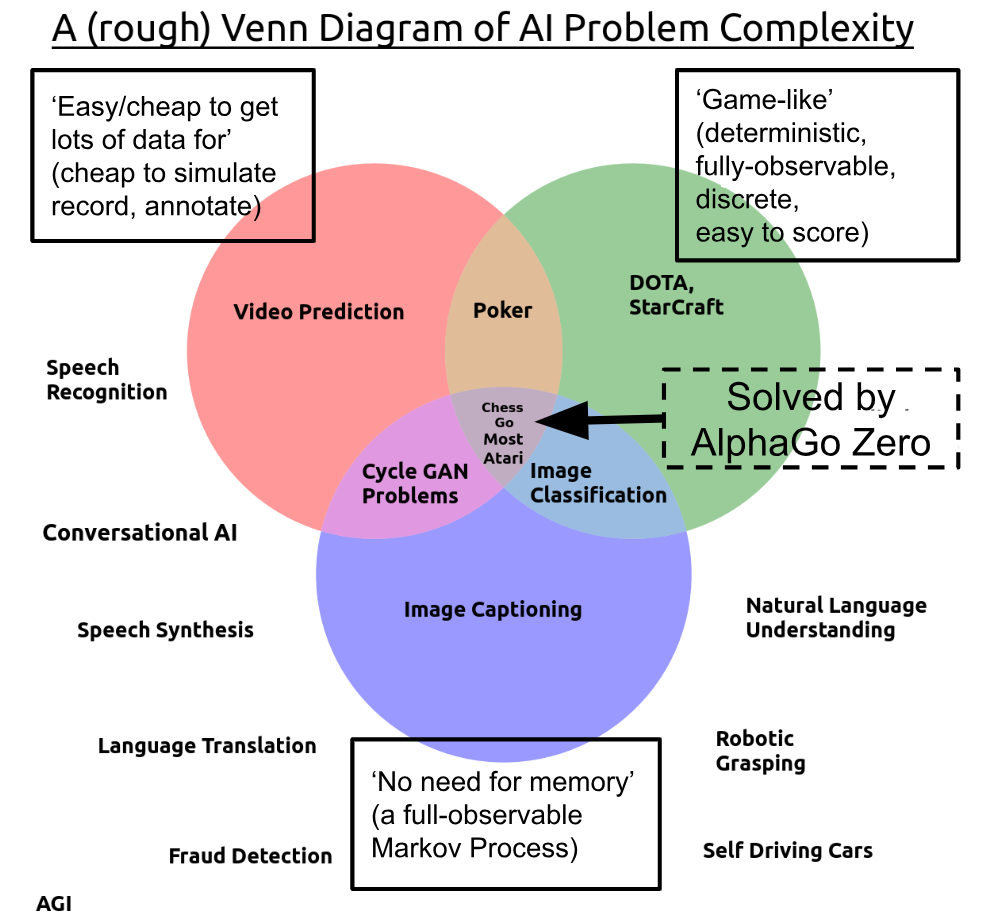 A (rough) Venn Diagram of AI Problem Complexity
‘Easy/cheap to get
lots of data for’
(cheap to simulate
record, annotate)
‘Game-like’
(deterministic,
fully-observable,
discrete,
easy to score)
Video Prediction
Poker
DOTA,
StarCraft
Speech
Recognition
Chess
Go
Most
Atari
Solved by
AlphaGo Zero
Cycle GAN
Problems
Image
Classification
Conversational AI
Image Captioning
Natural Language
Understanding
Speech Synthesis
Language Translation
Robotic
Grasping
‘No need for memory’
(a full-observable
Markov Process)
Fraud Detection
Self Driving Cars
AGI